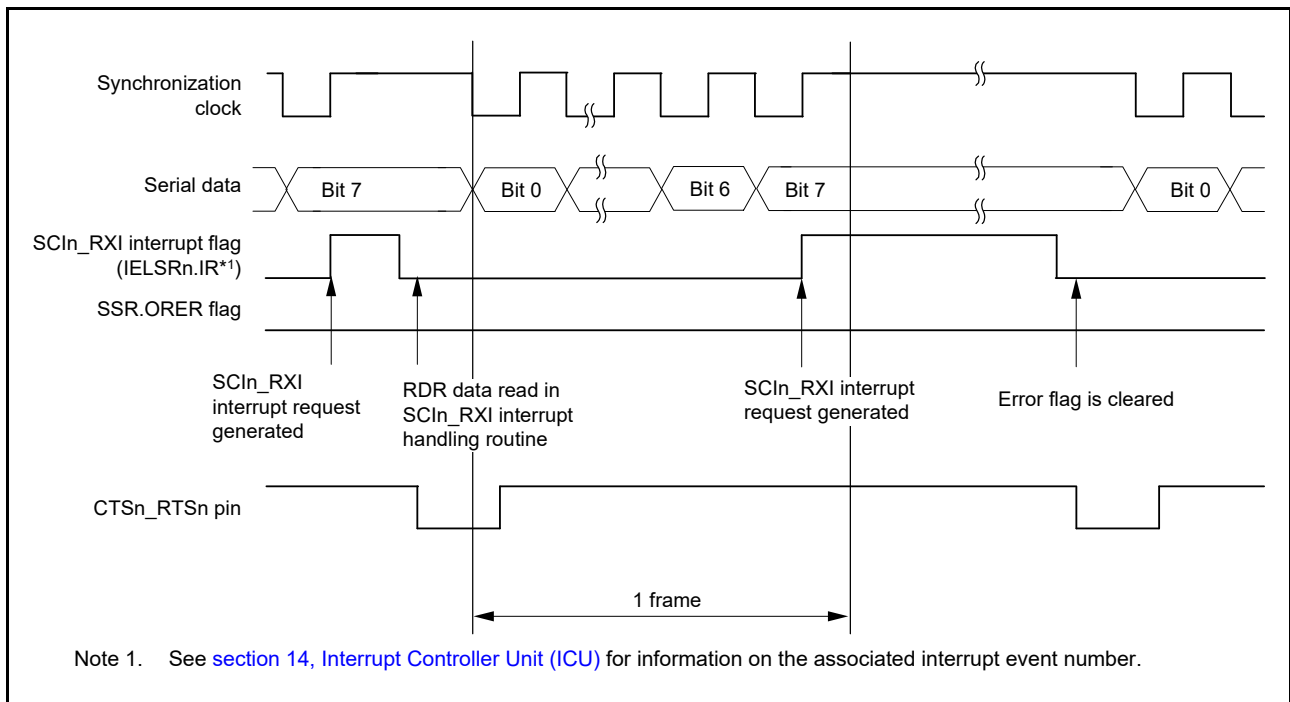 Synchronization
clock
Serial data
Bit 7
Bit 0
Bit 6
Bit 7
Bit 0
SCIn_RXI interrupt flag
(IELSRn.IR*1)
SSR.ORER flag
SCIn_RXI
interrupt request
generated
RDR data read in
SCIn_RXI interrupt
handling routine
SCIn_RXI interrupt
request generated
Error flag is cleared
CTSn_RTSn pin
1 frame
Note 1. See section 14, Interrupt Controller Unit (ICU) for information on the associated interrupt event number.